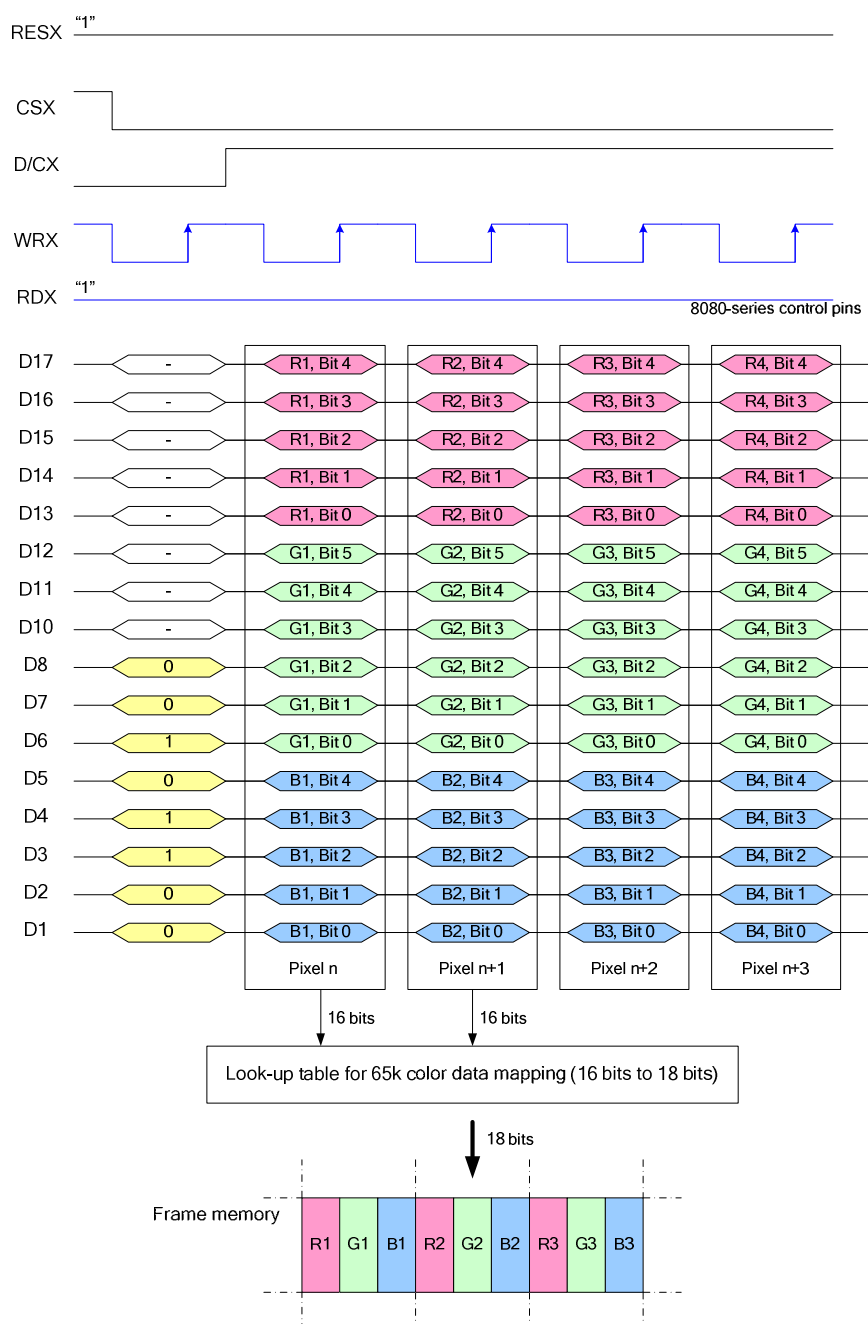 RESX “1”
CSX
D/CX
WRX
RDX “1”
8080-series control pins
D17 - R1, Bit 4 R2, Bit 4 R3, Bit 4 R4, Bit 4
D16 - R1, Bit 3 R2, Bit 3 R3, Bit 3 R4, Bit 3
D15 - R1, Bit 2 R2, Bit 2 R3, Bit 2 R4, Bit 2
D14 - R1, Bit 1 R2, Bit 1 R3, Bit 1 R4, Bit 1
D13 - R1, Bit 0 R2, Bit 0 R3, Bit 0 R4, Bit 0
D12 - G1, Bit 5 G2, Bit 5 G3, Bit 5 G4, Bit 5
D11 - G1, Bit 4 G2, Bit 4 G3, Bit 4 G4, Bit 4
D10 - G1, Bit 3 G2, Bit 3 G3, Bit 3 G4, Bit 3
D8 0 G1, Bit 2 G2, Bit 2 G3, Bit 2 G4, Bit 2
D7 0 G1, Bit 1 G2, Bit 1 G3, Bit 1 G4, Bit 1
D6 1 G1, Bit 0 G2, Bit 0 G3, Bit 0 G4, Bit 0
D5 0 B1, Bit 4 B2, Bit 4 B3, Bit 4 B4, Bit 4
D4 1 B1, Bit 3 B2, Bit 3 B3, Bit 3 B4, Bit 3
D3 1 B1, Bit 2 B2, Bit 2 B3, Bit 2 B4, Bit 2
D2 0 B1, Bit 1 B2, Bit 1 B3, Bit 1 B4, Bit 1
D1 0 B1, Bit 0 B2, Bit 0 B3, Bit 0 B4, Bit 0
Pixel n Pixel n+1 Pixel n+2 Pixel n+3
16 bits 16 bits
Look-up table for 65k color data mapping (16 bits to 18 bits)
18 bits
Frame memory
R1 G1 B1 R2 G2 B2 R3 G3 B3